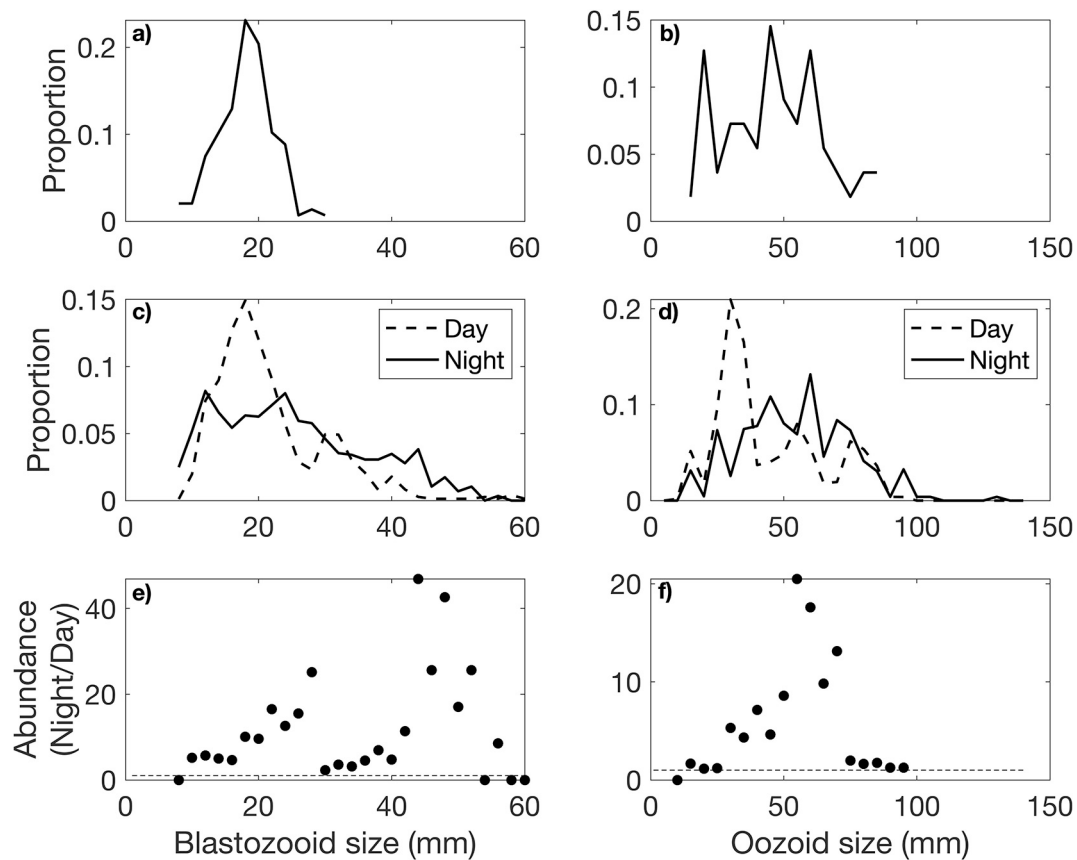 a)
Proportion
0.2
0.1
0
0 20 40 60
b)
0.15
0.1
0.05
0
0 50 100 150
c)
Proportion
0.15
0.1
0.05
0
Day
Night
0 20 40 60
d)
0.2
0.1
0
Day
Night
0 50 100 150
e)
Abundance
(Night/Day)
40
20
0
0 20 40 60
Blastozooid size (mm)
f)
20
10
0
0 50 100 150
Oozoid size (mm)